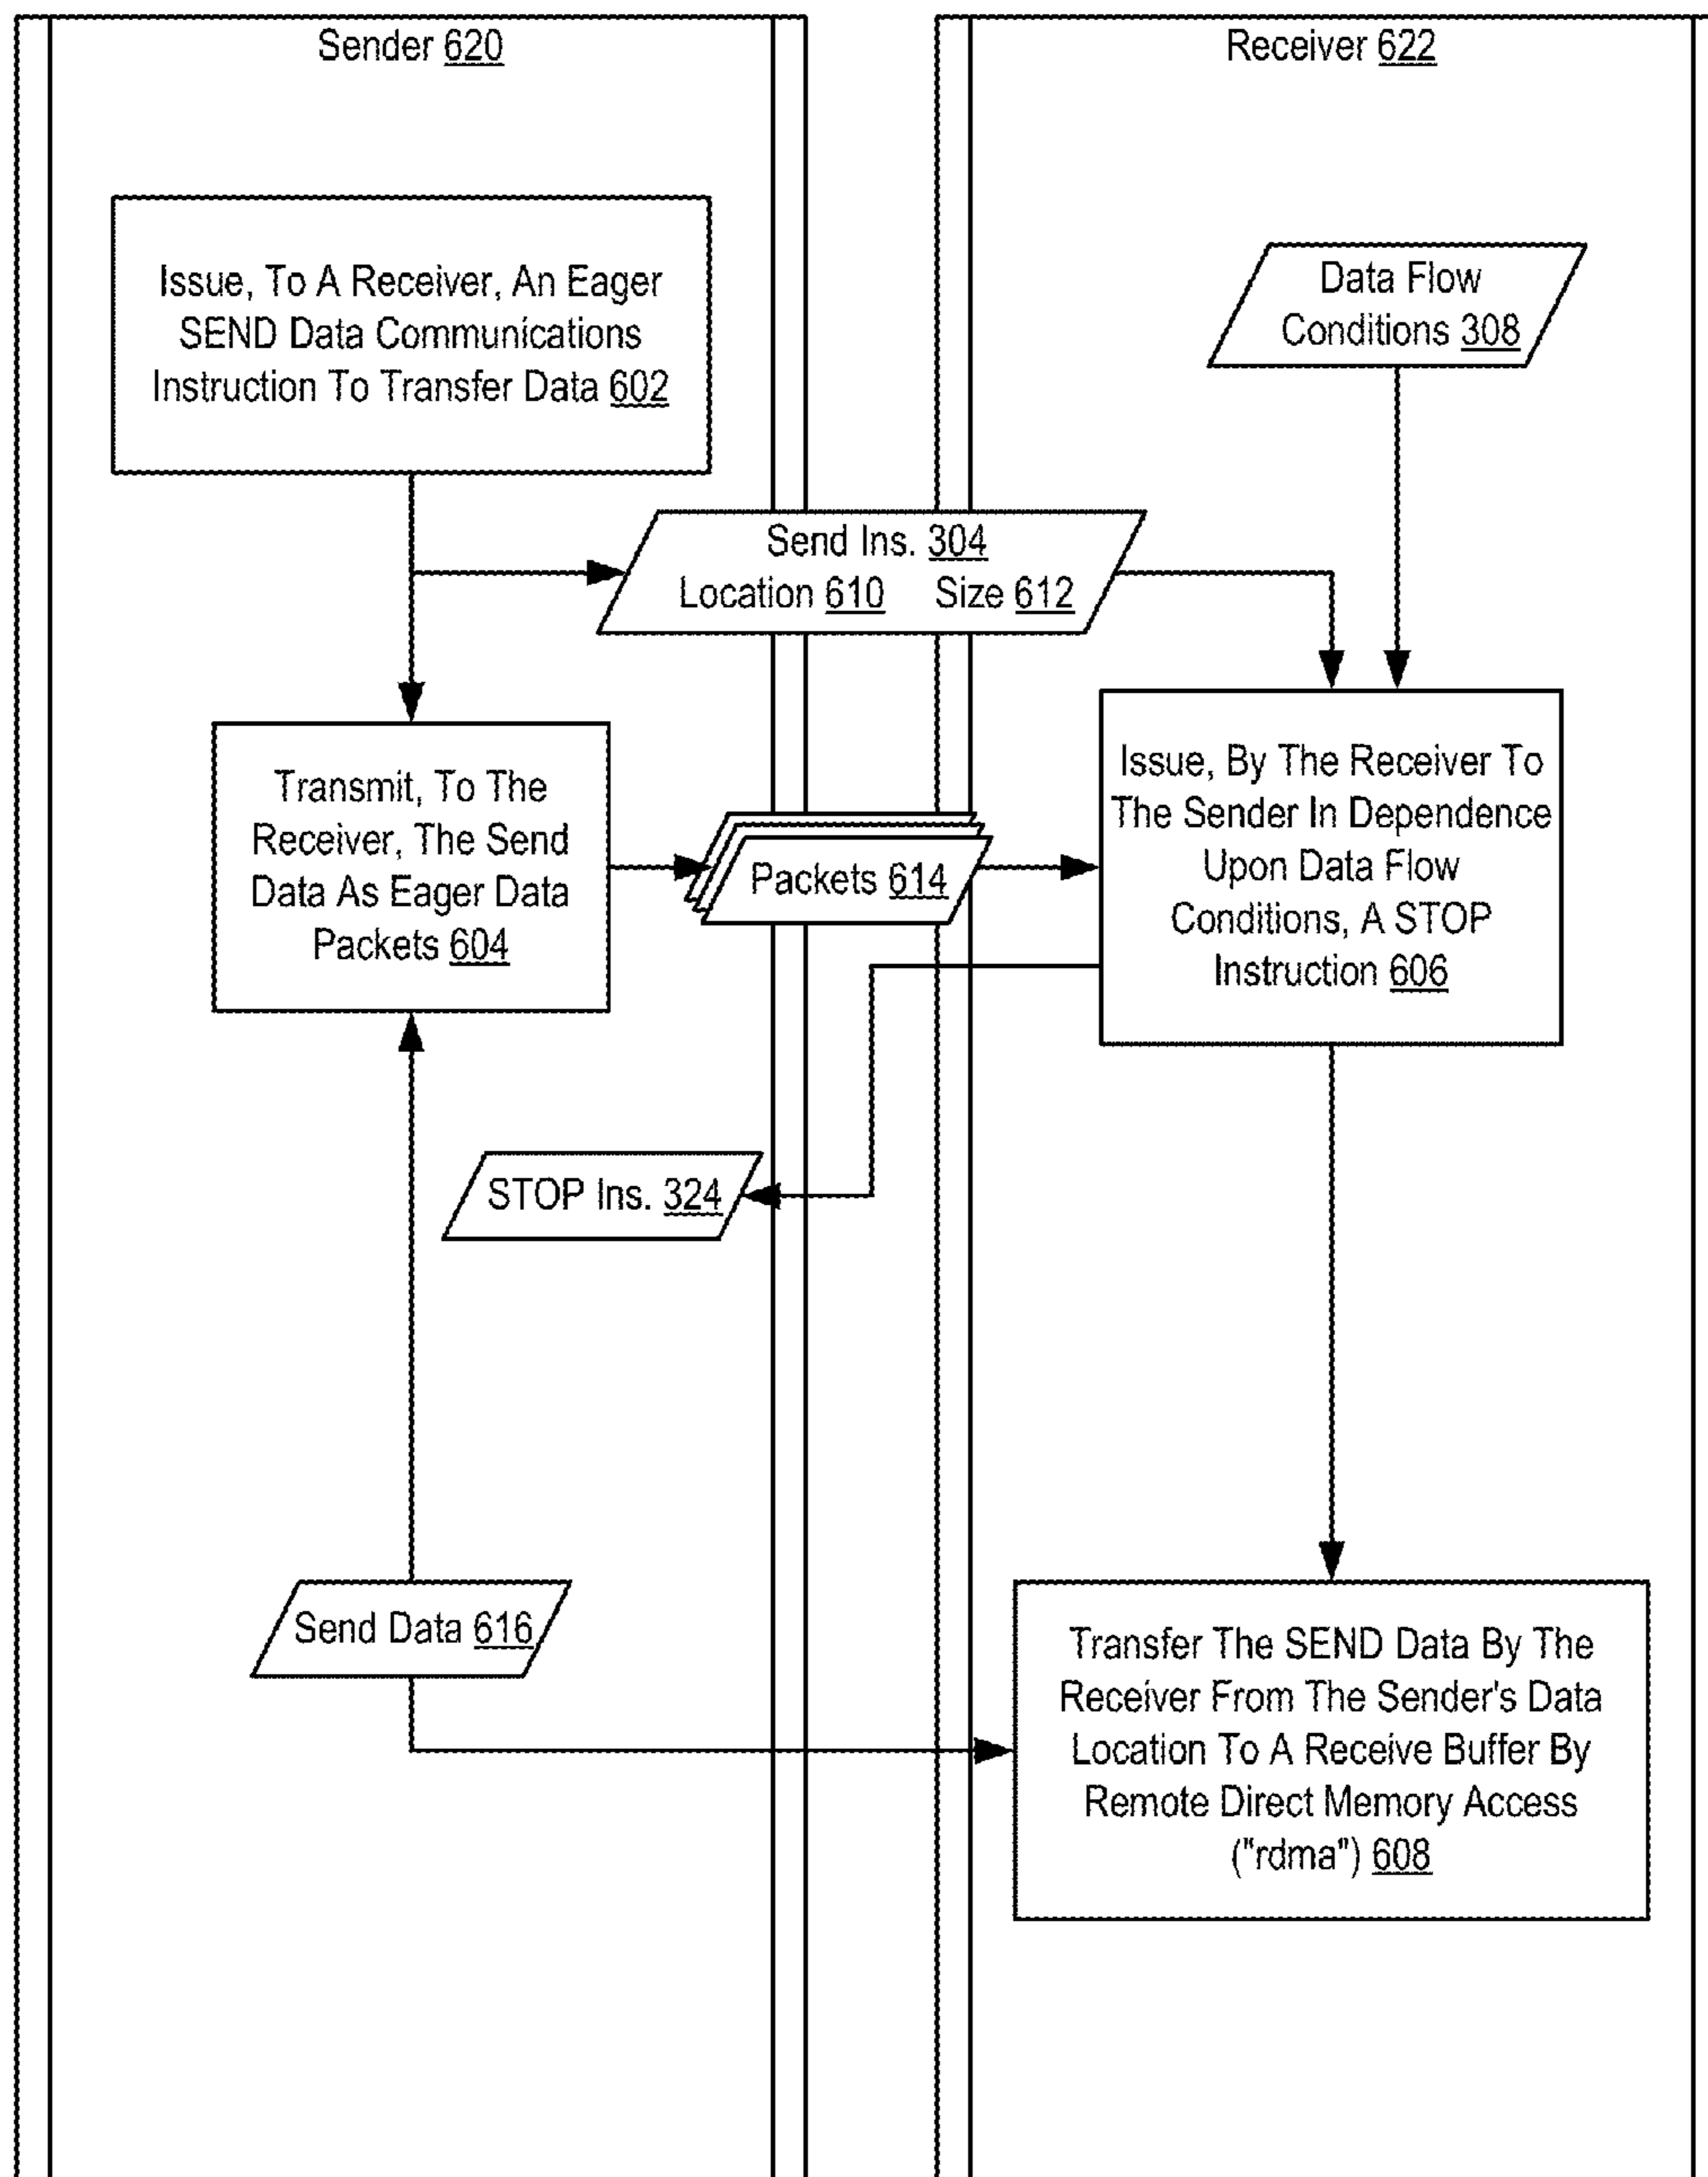 Sender 620
Receiver 622
Issue, To A Receiver, An Eager
SEND Data Communications
Instruction To Transfer Data 602
Data Flow
Conditions 308
Send Ins. 304
Location 610 Size 612
Transmit, To The
Receiver, The Send
Data As Eager Data
Packets 604
Packets 614
Issue, By The Receiver To
The Sender In Dependence
Upon Data Flow
Conditions, A STOP
Instruction 606
STOP Ins. 324
Send Data 616
Transfer The SEND Data By The
Receiver From The Sender's Data
Location To A Receive Buffer By
Remote Direct Memory Access
("rdma") 608